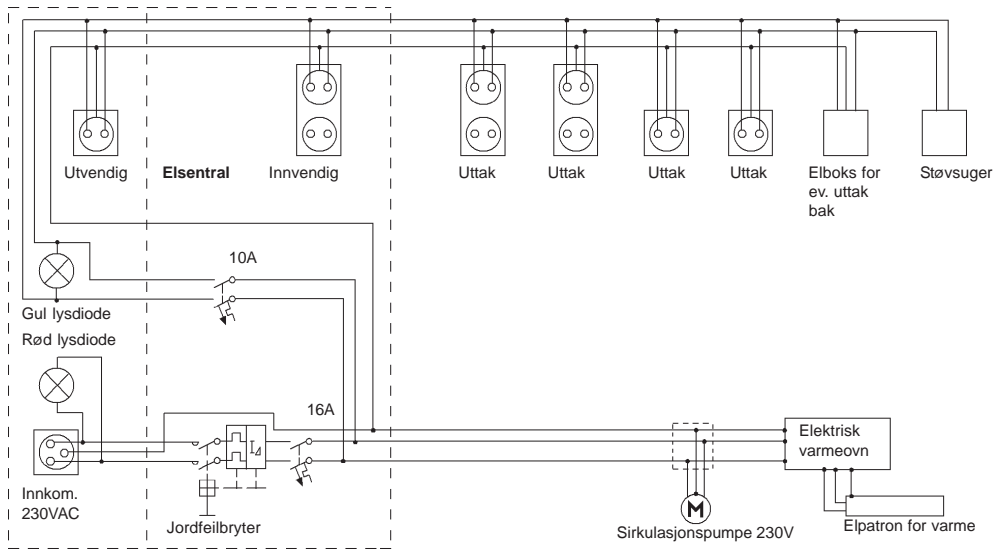 Utvendig
Elsentral
Innvendig
Uttak
Uttak
Uttak
Uttak
Elboks for
ev. uttak
bak
Støvsuger
10A
Gul lysdiode
Rød lysdiode
16A
I⊿
Innkom.
230VAC
Jordfeilbryter
M
Sirkulasjonspumpe 230V
Elektrisk
varmeovn
Elpatron for varme